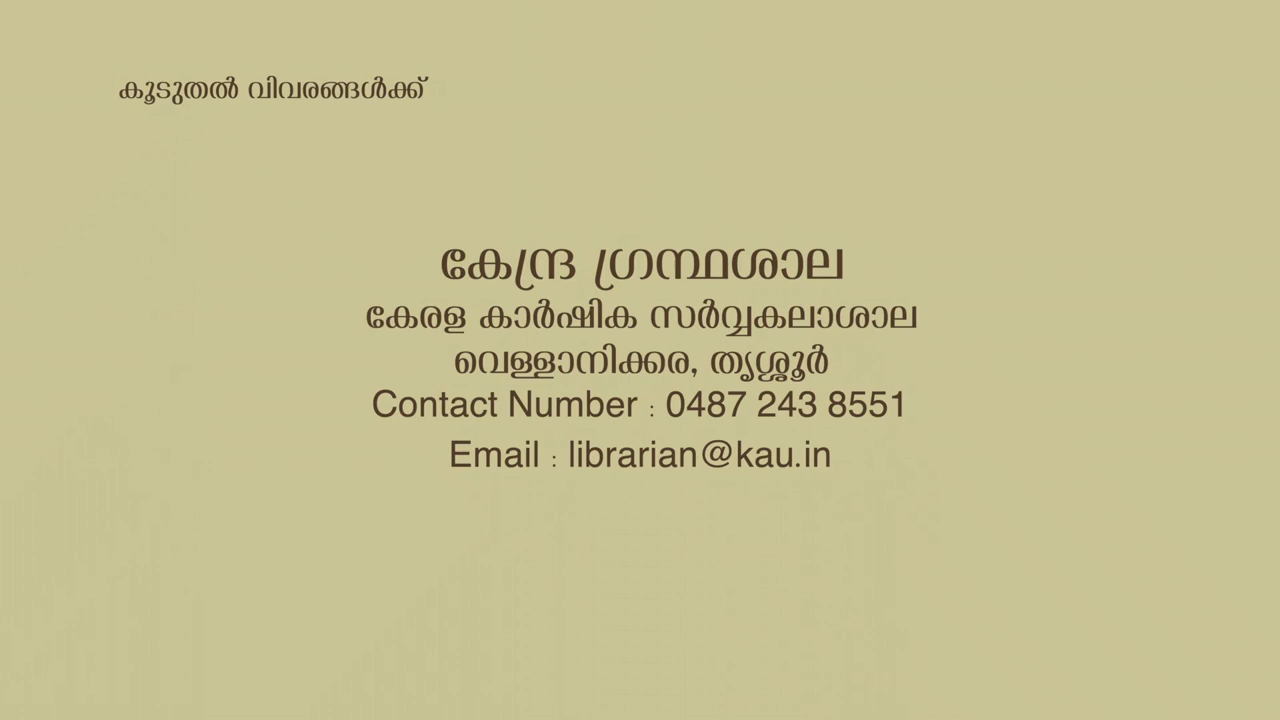 കൂടുതൽ വിവരങ്ങൾക്ക്
കേന്ദ്ര ഗ്രന്ഥശാല
കേരള കാർഷിക സർവ്വകലാശാല
വെള്ളാനിക്കര, തൃശ്ശൂർ
Contact Number : 0487 243 8551
Email : librarian@kau.in